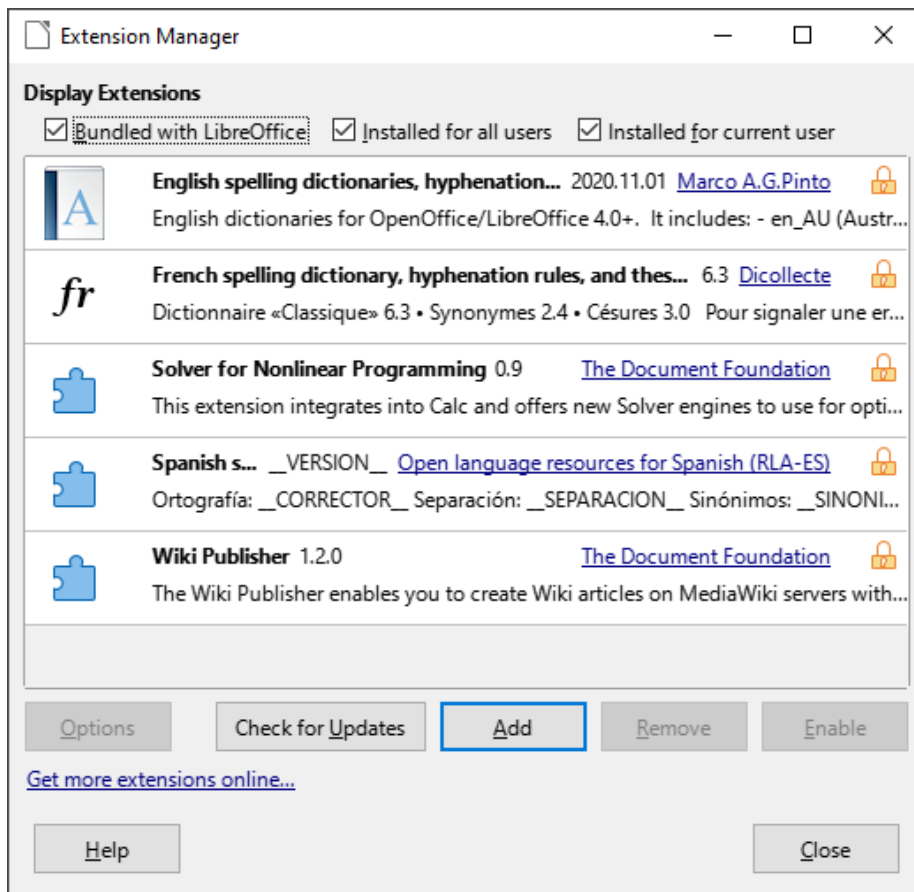 Extension Manager
Display Extensions
Bundled with LibreOffice Installed for all users Installed for current user
English spelling dictionaries, hyphenation... 2020.11.01 Marco A.G.Pinto
A
English dictionaries for OpenOffice/LibreOffice 4.0+. It includes: - en_AU (Austr...
French spelling dictionary, hyphenation rules, and thes... 6.3 Dicollecte
fr
Dictionnaire «Classique» 6.3 • Synonymes 2.4 • Césures 3.0 Pour signaler une er...
Solver for Nonlinear Programming 0.9 The Document Foundation
This extension integrates into Calc and offers new Solver engines to use for opti...
Spanish s... __VERSION__ Open language resources for Spanish (RLA-ES)
Ortografía: __CORRECTOR__ Separación: __SEPARACION__ Sinónimos: __SINONI...
Wiki Publisher 1.2.0 The Document Foundation
The Wiki Publisher enables you to create Wiki articles on MediaWiki servers with...
Options Check for Updates Add Remove Enable
Get more extensions online...
Help Close